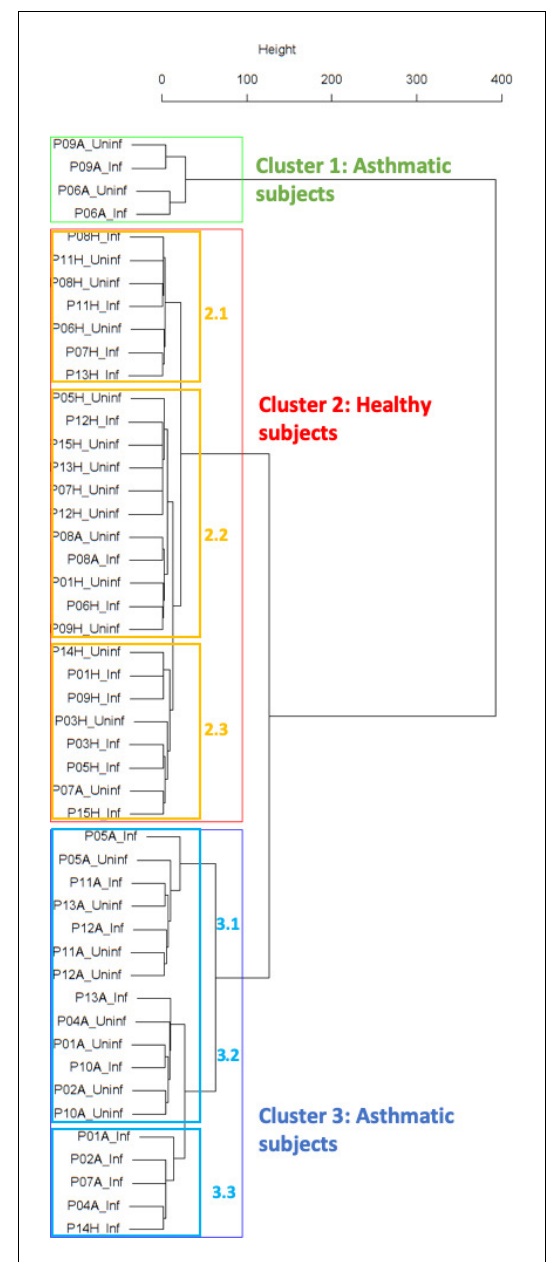 Height
0 100 200 300 400
P09A_Uninf
P09A_Inf
P06A_Uninf
P06A_Inf
Cluster 1: Asthmatic
subjects
P08H_Inf
P11H_Uninf
P08H_Uninf
P11H_Inf
P06H_Uninf
P07H_Inf
P13H_Inf
2.1
P05H_Uninf
P12H_Inf
P15H_Uninf
P13H_Uninf
P07H_Uninf
P12H_Uninf
P08A_Uninf
P08A_Inf
P01H_Uninf
P06H_Inf
P09H_Uninf
2.2
Cluster 2: Healthy
subjects
P14H_Uninf
P01H_Inf
P09H_Inf
P03H_Uninf
P03H_Inf
P05H_Inf
P07A_Uninf
P15H_Inf
2.3
P05A_Inf
P05A_Uninf
P11A_Inf
P13A_Uninf
P12A_Inf
P11A_Uninf
P12A_Uninf
3.1
P13A_Inf
P04A_Uninf
P01A_Uninf
P10A_Inf
P02A_Uninf
P10A_Uninf
3.2
Cluster 3: Asthmatic
subjects
P01A_Inf
P02A_Inf
P07A_Inf
P04A_Inf
P14H_Inf
3.3